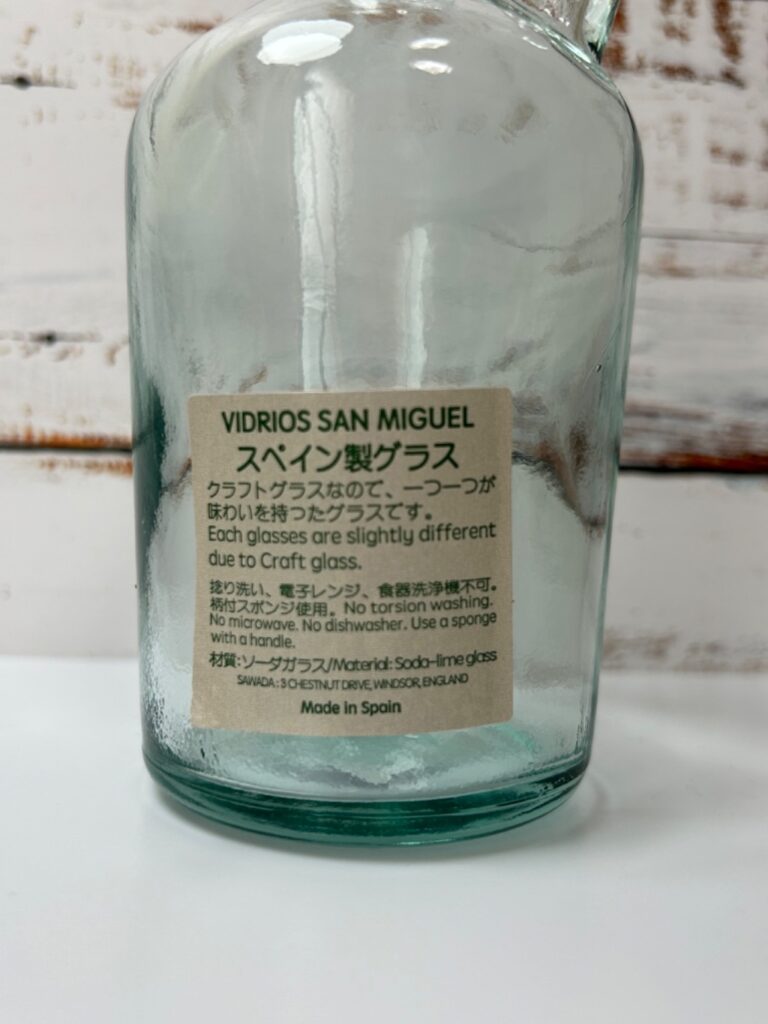 VIDRIOS SAN MIGUEL
スペイン製グラス
クラフトグラスなので、一つ一つが
味わいを持つたグラスです。
Each glasses are slightly different
due to Craft glass.
捻り洗い、電子レンジ、食器洗浄機不可。
柄付スポンジ使用。No torsion washing.
No microwave. No dishwasher. Use a sponge
with a handle.
材質:ソーダガラス/Material: Soda-lime glass
SAWADA : 3 CHESTNUT DRIVE, WINDSOR, ENGLAND
Made in Spain